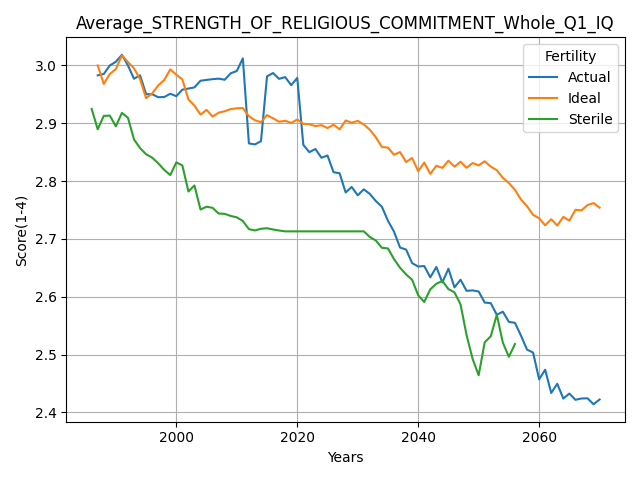 Average_STRENGTH_OF_RELIGIOUS_COMMITMENT_Whole_Q1_IQ
Fertility
Actual
Ideal
Sterile
Score(1-4)
3.0
2.9
2.8
2.7
2.6
2.5
2.4
2000 2020 2040 2060
Years